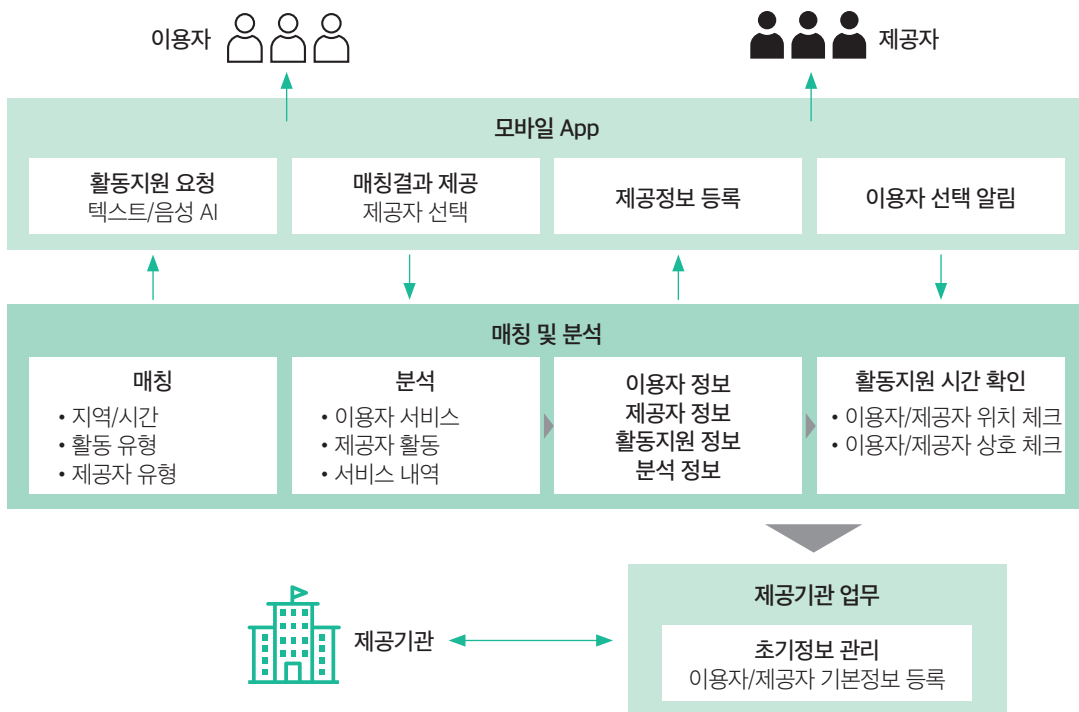 이용자
제공자
모바일 App
활동지원 요청
텍스트/음성 AI
매칭결과 제공
제공자 선택
제공정보 등록
이용자 선택 알림
매칭 및 분석
매칭
• 지역/시간
• 활동 유형
• 제공자 유형
분석
• 이용자 서비스
• 제공자 활동
• 서비스 내역
이용자 정보
제공자 정보
활동지원 정보
분석 정보
활동지원 시간 확인
• 이용자/제공자 위치 체크
• 이용자/제공자 상호 체크
제공기관
제공기관 업무
초기정보 관리
이용자/제공자 기본정보 등록